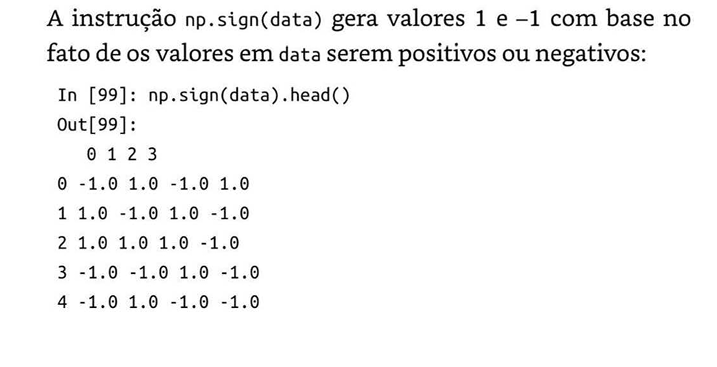 A instrução np.sign(data) gera valores 1 e –1 com base no
fato de os valores em data serem positivos ou negativos:
In [99]: np.sign(data).head()
Out[99]:
0 1 2 3
0 -1.0 1.0 -1.0 1.0
1 1.0 -1.0 1.0 -1.0
2 1.0 1.0 1.0 -1.0
3 -1.0 -1.0 1.0 -1.0
4 -1.0 1.0 -1.0 -1.0